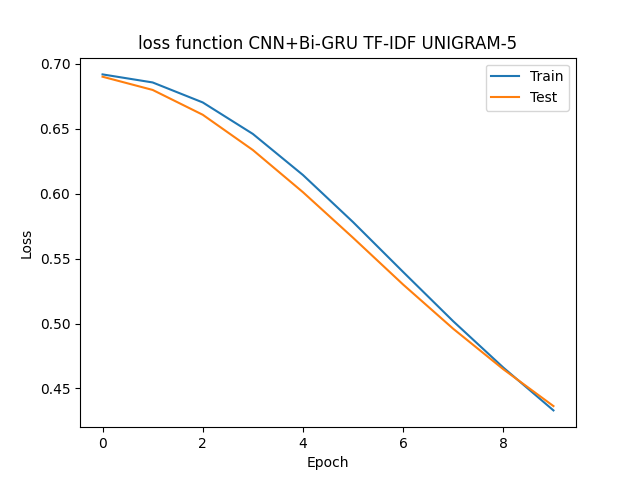 loss function CNN+Bi-GRU TF-IDF UNIGRAM-5
Train
Test
0.70
0.65
0.60
0.55
0.50
0.45
Loss
0 2 4 6 8
Epoch